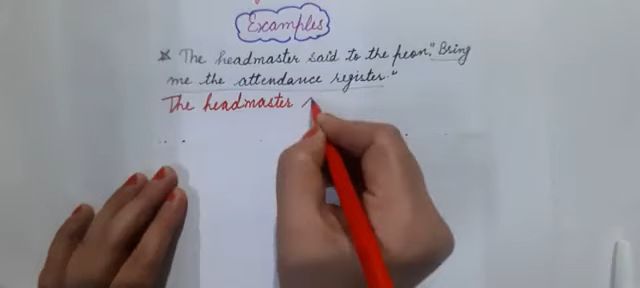 Examples
* The headmaster said to the peon, "Bring
me the attendance register."
The headmaster